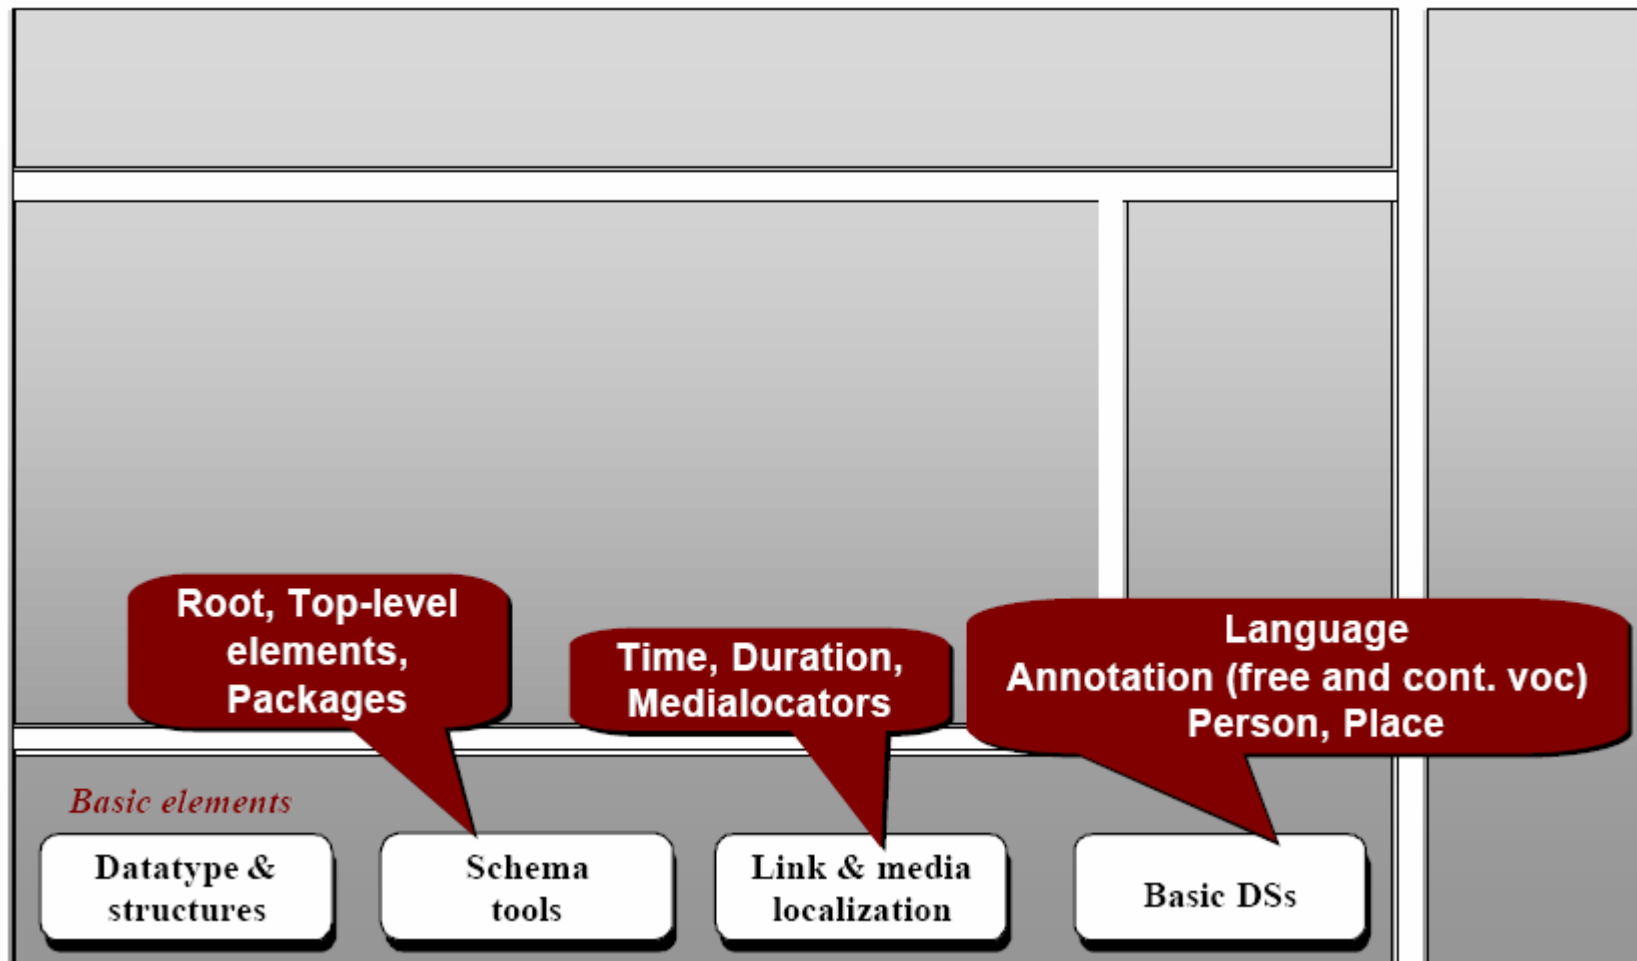 Root, Top-level
elements,
Packages
Time, Duration,
Medialocators
Language
Annotation (free and cont. voc)
Person, Place
Basic elements
Datatype &
structures
Schema
tools
Link & media
localization
Basic DSs